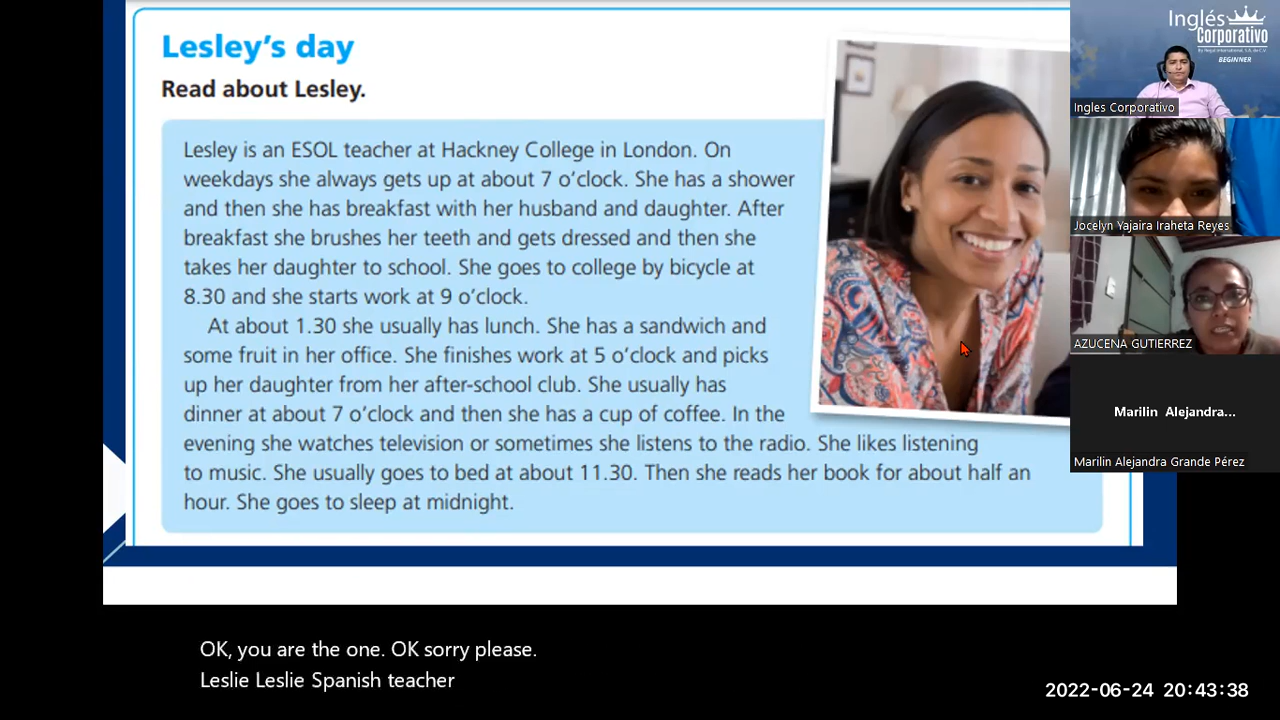 Lesley's day
Read about Lesley.
Lesley is an ESOL teacher at Hackney College in London. On
weekdays she always gets up at about 7 o'clock. She has a shower
and then she has breakfast with her husband and daughter. After
breakfast she brushes her teeth and gets dressed and then she
takes her daughter to school. She goes to college by bicycle at
8.30 and she starts work at 9 o'clock.
At about 1.30 she usually has lunch. She has a sandwich and
some fruit in her office. She finishes work at 5 o'clock and picks
up her daughter from her after-school club. She usually has
dinner at about 7 o'clock and then she has a cup of coffee. In the
evening she watches television or sometimes she listens to the radio. She likes listening
to music. She usually goes to bed at about 11.30. Then she reads her book for about half an
hour. She goes to sleep at midnight.
Inglés
Corporativo
BEGINNER
Ingles Corporativo
Jocelyn Yajaira Iraheta Reyes
AZUCENA GUTIERREZ
Marilin Alejandra...
Marilin Alejandra Grande Pérez
OK, you are the one. OK sorry please.
Leslie Leslie Spanish teacher
2022-06-24 20:43:38